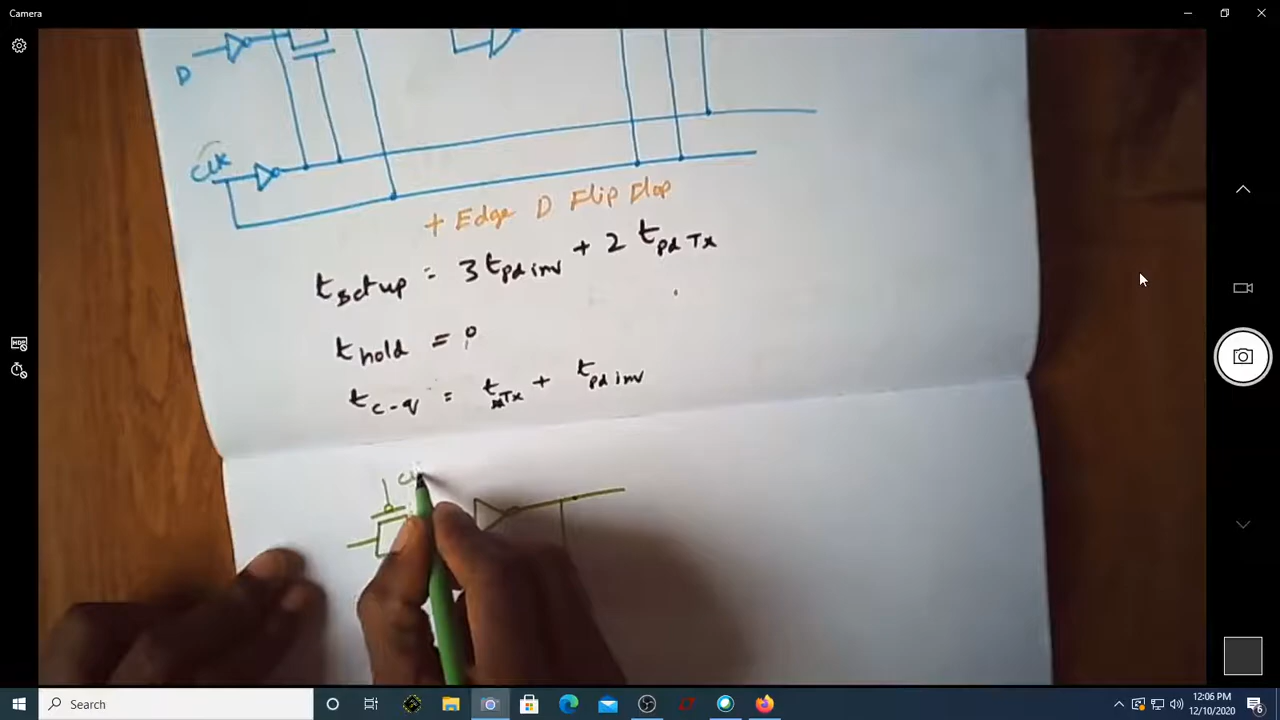 Camera
D
CLK
+ Edge D Flip Flop
tsetup = 3 tpd inv + 2 tpd Tx
thold = 0
tc-q = tTx + tpd inv
Search
12:06 PM
12/10/2020